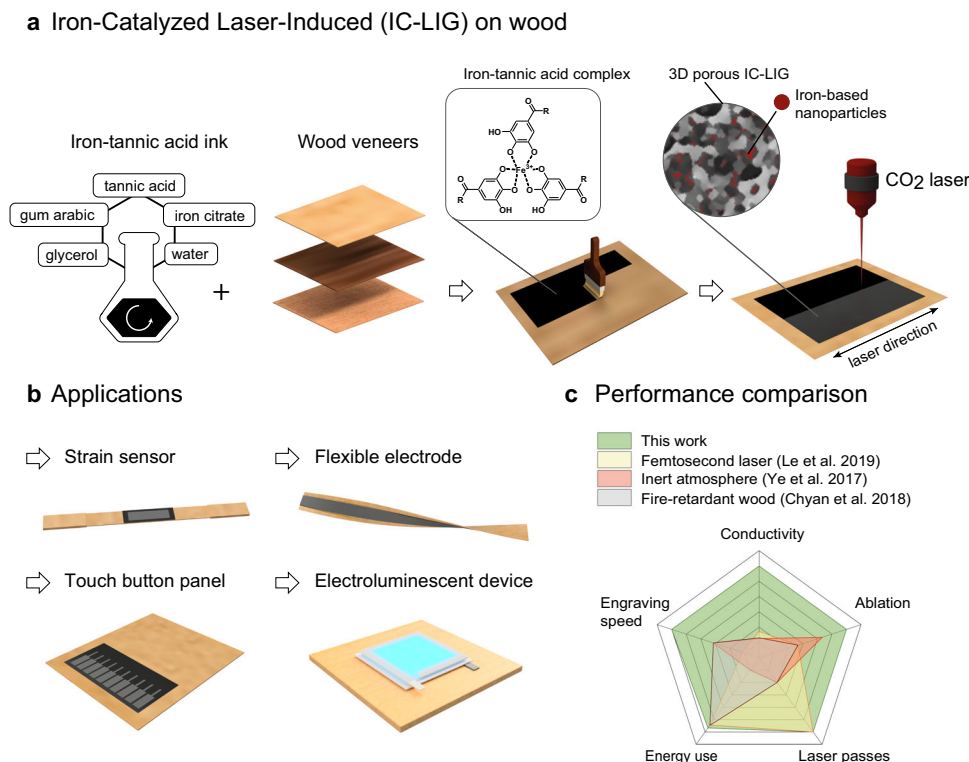 a Iron-Catalyzed Laser-Induced (IC-LIG) on wood
Iron-tannic acid ink
tannic acid
gum arabic
iron citrate
glycerol
water
+
Wood veneers
Iron-tannic acid complex
O
R
HO
O
O
O
O
Fe3+
O
O
R
OH
O
R
HO
O
3D porous IC-LIG
Iron-based
nanoparticles
CO2 laser
laser direction
b Applications
Strain sensor
Flexible electrode
Touch button panel
Electroluminescent device
c Performance comparison
This work
Femtosecond laser (Le et al. 2019)
Inert atmosphere (Ye et al. 2017)
Fire-retardant wood (Chyan et al. 2018)
Conductivity
Engraving
speed
Ablation
Energy use
Laser passes